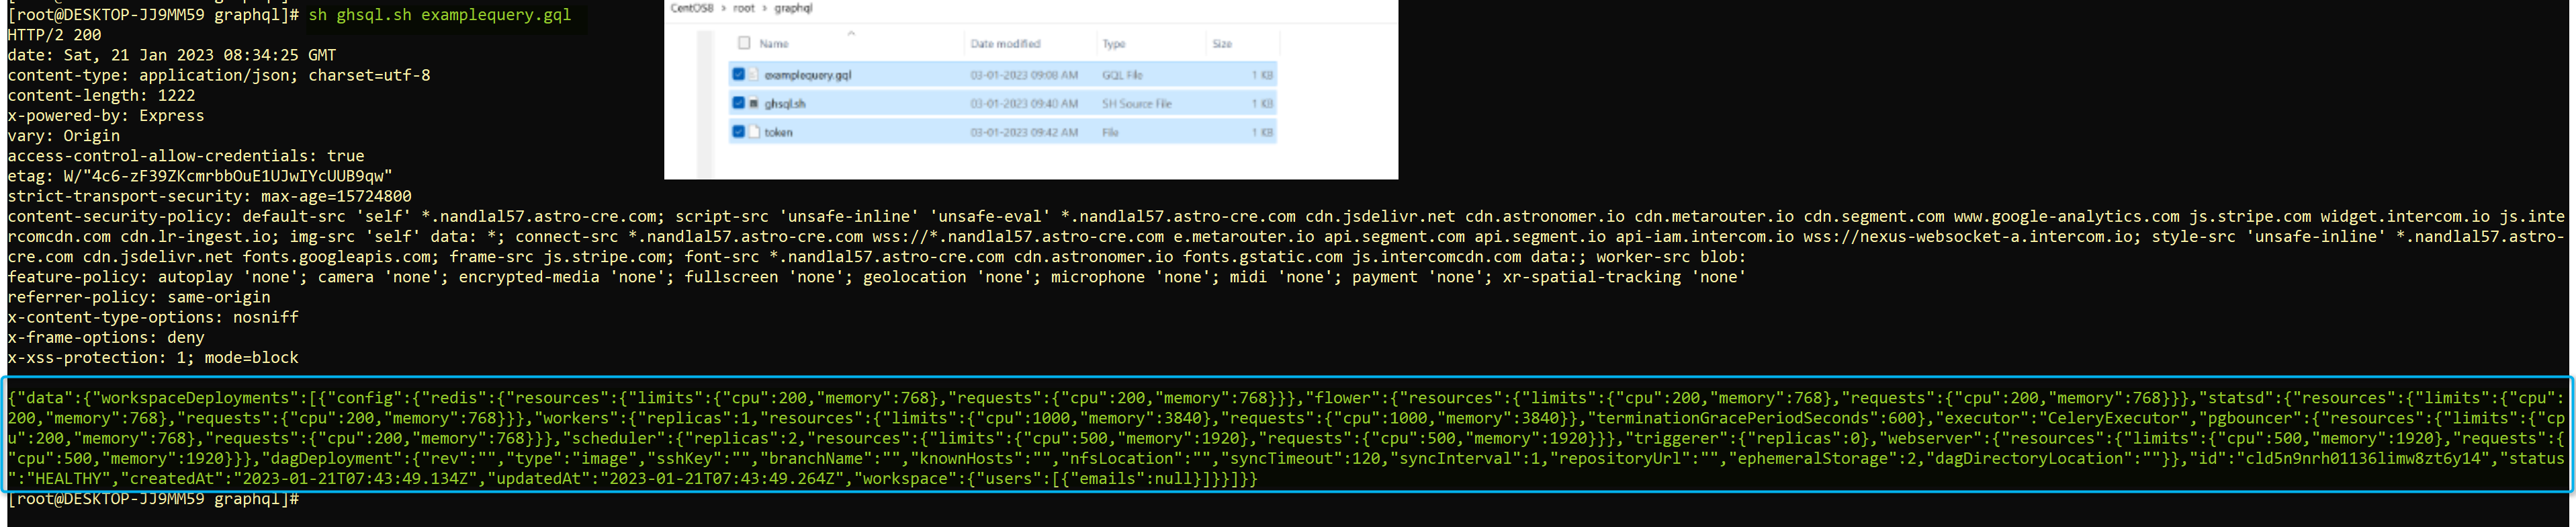 [root@DESKTOP-JJ9MM59 graphql]# sh ghsql.sh examplequery.gql
HTTP/2 200
date: Sat, 21 Jan 2023 08:34:25 GMT
content-type: application/json; charset=utf-8
content-length: 1222
x-powered-by: Express
vary: Origin
access-control-allow-credentials: true
etag: W/"4c6-zF39ZKcmrbbOuE1UJwIYcUUB9qw"
strict-transport-security: max-age=15724800
content-security-policy: default-src 'self' *.nandlal57.astro-cre.com; script-src 'unsafe-inline' 'unsafe-eval' *.nandlal57.astro-cre.com cdn.jsdelivr.net cdn.astronomer.io cdn.metarouter.io cdn.segment.com www.google-analytics.com js.stripe.com widget.intercom.io js.inte
rcomcdn.com cdn.lr-ingest.io; img-src 'self' data: *; connect-src *.nandlal57.astro-cre.com wss://*.nandlal57.astro-cre.com e.metarouter.io api.segment.com api.segment.io api-iam.intercom.io wss://nexus-websocket-a.intercom.io; style-src 'unsafe-inline' *.nandlal57.astro-
cre.com cdn.jsdelivr.net fonts.googleapis.com; frame-src js.stripe.com; font-src *.nandlal57.astro-cre.com cdn.astronomer.io fonts.gstatic.com js.intercomcdn.com data:; worker-src blob:
feature-policy: autoplay 'none'; camera 'none'; encrypted-media 'none'; fullscreen 'none'; geolocation 'none'; microphone 'none'; midi 'none'; payment 'none'; xr-spatial-tracking 'none'
referrer-policy: same-origin
x-content-type-options: nosniff
x-frame-options: deny
x-xss-protection: 1; mode=block
{"data":{"workspaceDeployments":[{"config":{"redis":{"resources":{"limits":{"cpu":200,"memory":768},"requests":{"cpu":200,"memory":768}}},"flower":{"resources":{"limits":{"cpu":200,"memory":768},"requests":{"cpu":200,"memory":768}}},"statsd":{"resources":{"limits":{"cpu":
200,"memory":768},"requests":{"cpu":200,"memory":768}}},"workers":{"replicas":1,"resources":{"limits":{"cpu":1000,"memory":3840},"requests":{"cpu":1000,"memory":3840}},"terminationGracePeriodSeconds":600},"executor":"CeleryExecutor","pgbouncer":{"resources":{"limits":{"cp
u":200,"memory":768},"requests":{"cpu":200,"memory":768}}},"scheduler":{"replicas":2,"resources":{"limits":{"cpu":500,"memory":1920},"requests":{"cpu":500,"memory":1920}}},"triggerer":{"replicas":0},"webserver":{"resources":{"limits":{"cpu":500,"memory":1920},"requests":{
"cpu":500,"memory":1920}}},"dagDeployment":{"rev":"","type":"image","sshKey":"","branchName":"","knownHosts":"","nfsLocation":"","syncTimeout":120,"syncInterval":1,"repositoryUrl":"","ephemeralStorage":2,"dagDirectoryLocation":""}},"id":"cld5n9nrh01136limw8zt6y14","status
":"HEALTHY","createdAt":"2023-01-21T07:43:49.134Z","updatedAt":"2023-01-21T07:43:49.264Z","workspace":{"users":[{"emails":null}]}}]}}
[root@DESKTOP-JJ9MM59 graphql]#
CentOS8 > root > graphql
Name Date modified Type Size
examplequery.gql 03-01-2023 09:08 AM GQL File 1 KB
ghsql.sh 03-01-2023 09:40 AM SH Source File 1 KB
token 03-01-2023 09:42 AM File 1 KB